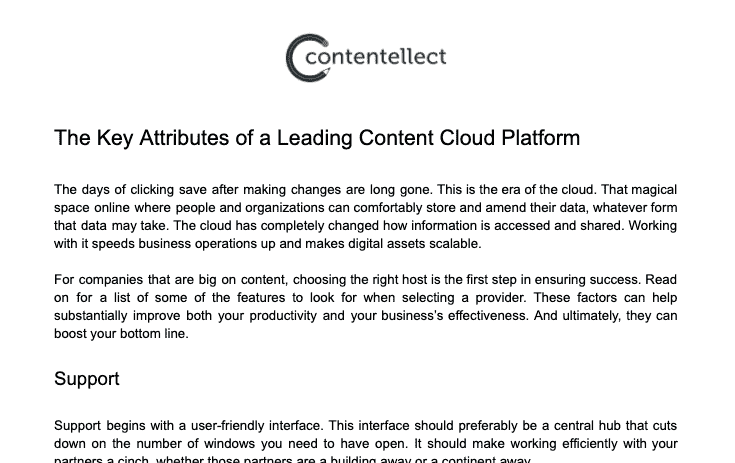 contentellect
The Key Attributes of a Leading Content Cloud Platform
The days of clicking save after making changes are long gone. This is the era of the cloud. That magical
space online where people and organizations can comfortably store and amend their data, whatever form
that data may take. The cloud has completely changed how information is accessed and shared. Working
with it speeds business operations up and makes digital assets scalable.
For companies that are big on content, choosing the right host is the first step in ensuring success. Read
on for a list of some of the features to look for when selecting a provider. These factors can help
substantially improve both your productivity and your business's effectiveness. And ultimately, they can
boost your bottom line.
Support
Support begins with a user-friendly interface. This interface should preferably be a central hub that cuts
down on the number of windows you need to have open. It should make working efficiently with your
partners a cinch, whether those partners are a building away or a continent away.